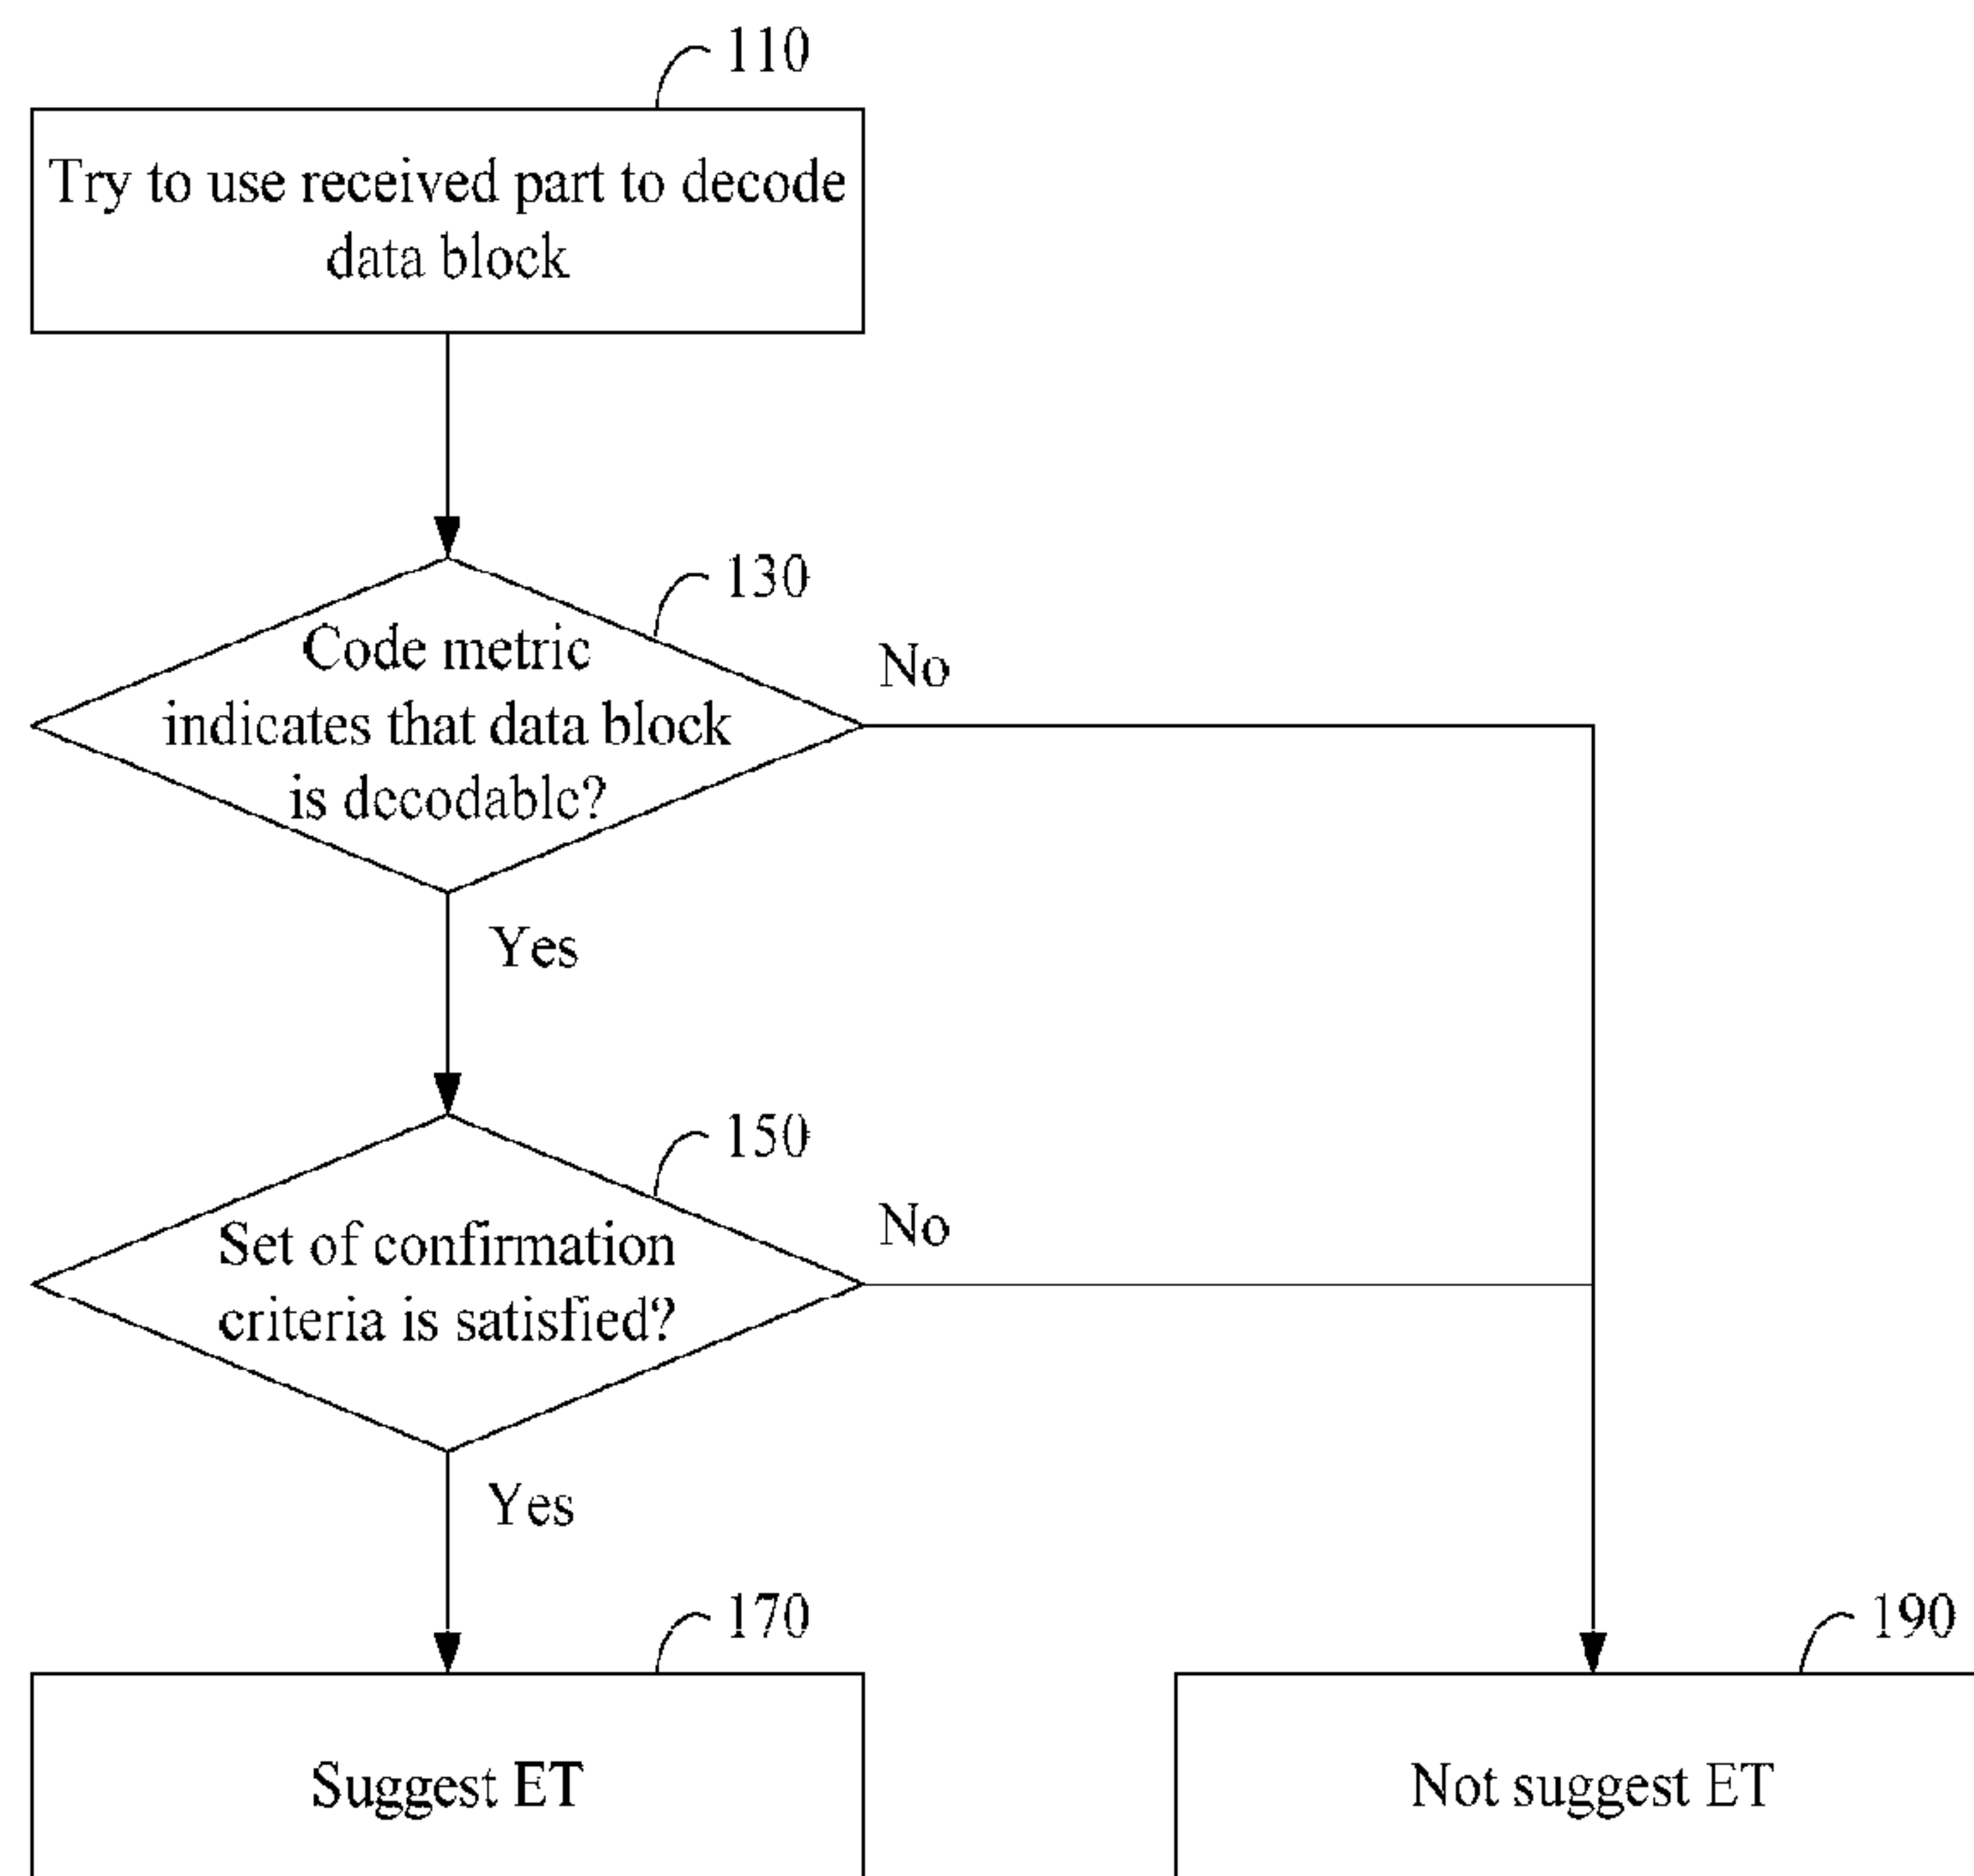 110
Try to use received part to decode
data block
130
Code metric
indicates that data block
is decodable?
No
Yes
150
Set of confirmation
criteria is satisfied?
No
Yes
170
Suggest ET
190
Not suggest ET